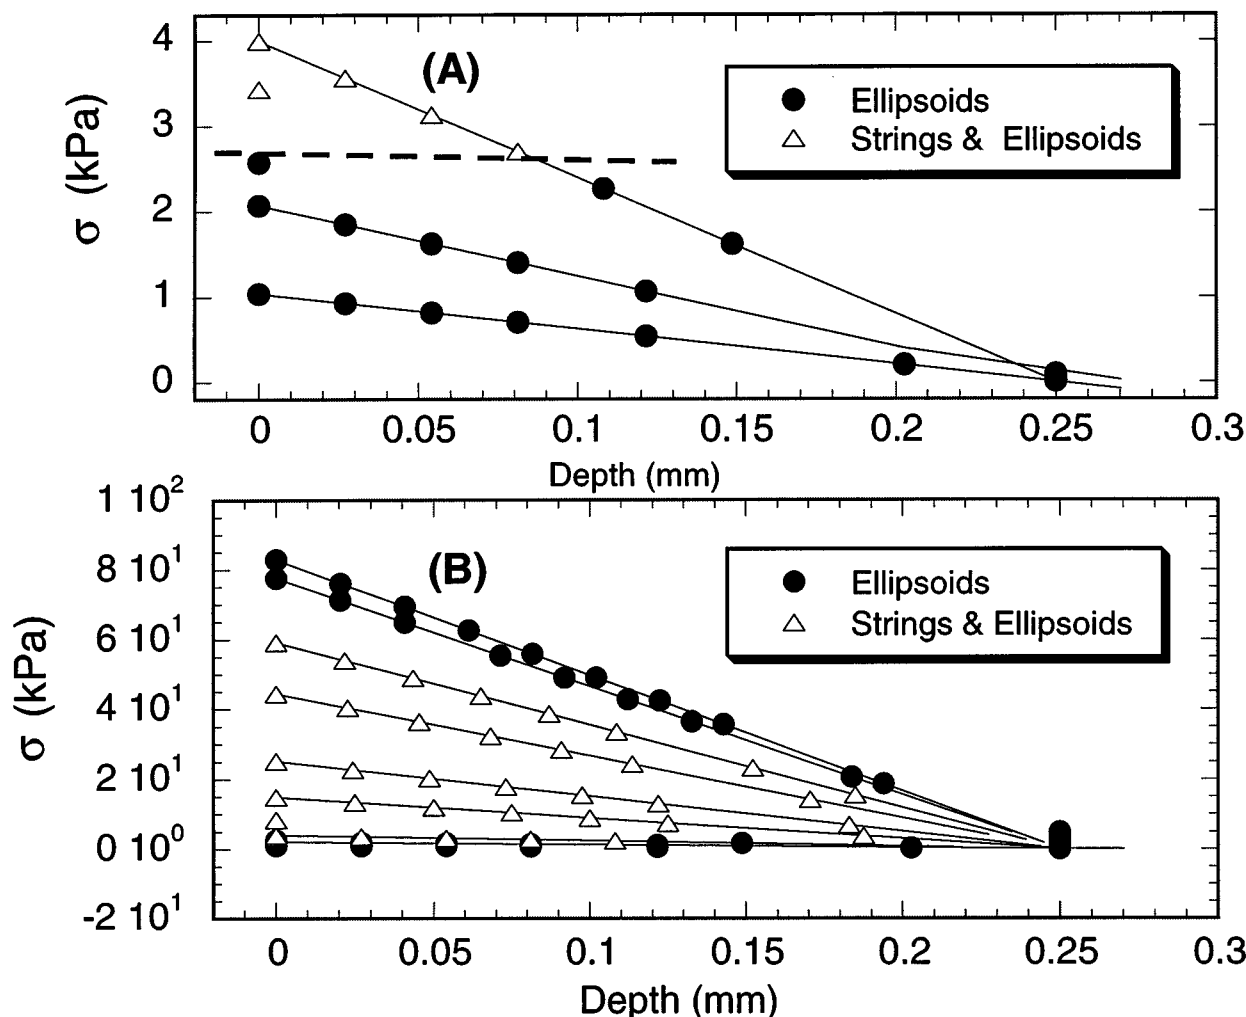 (A)
σ (kPa)
4
3
2
1
0
Ellipsoids
Strings & Ellipsoids
0 0.05 0.1 0.15 0.2 0.25 0.3
Depth (mm)
(B)
σ (kPa)
1 10²
8 10¹
6 10¹
4 10¹
2 10¹
0 10⁰
-2 10¹
Ellipsoids
Strings & Ellipsoids
0 0.05 0.1 0.15 0.2 0.25 0.3
Depth (mm)